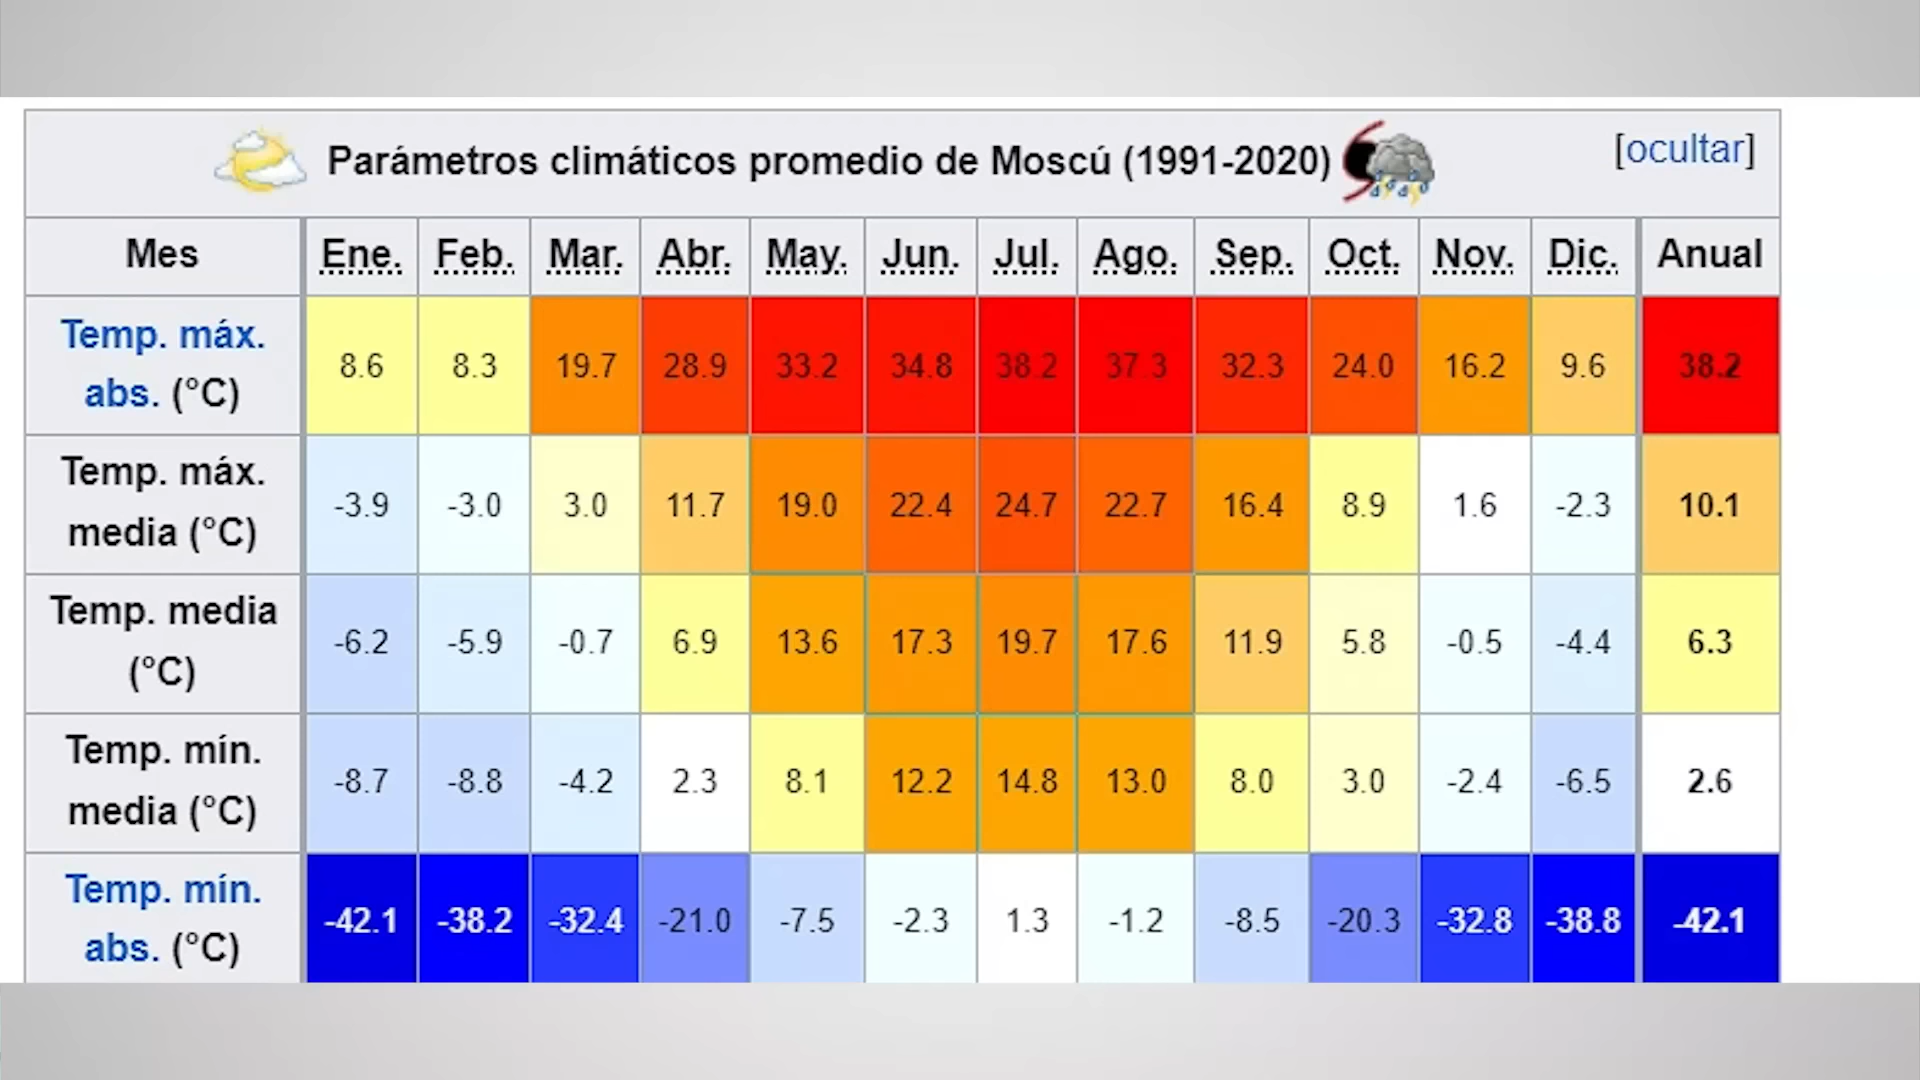 Parámetros climáticos promedio de Moscú (1991-2020) [ocultar]
Mes Ene. Feb. Mar. Abr. May. Jun. Jul. Ago. Sep. Oct. Nov. Dic. Anual
Temp. máx. abs. (°C) 8.6 8.3 19.7 28.9 33.2 34.8 38.2 37.3 32.3 24.0 16.2 9.6 38.2
Temp. máx. media (°C) -3.9 -3.0 3.0 11.7 19.0 22.4 24.7 22.7 16.4 8.9 1.6 -2.3 10.1
Temp. media (°C) -6.2 -5.9 -0.7 6.9 13.6 17.3 19.7 17.6 11.9 5.8 -0.5 -4.4 6.3
Temp. mín. media (°C) -8.7 -8.8 -4.2 2.3 8.1 12.2 14.8 13.0 8.0 3.0 -2.4 -6.5 2.6
Temp. mín. abs. (°C) -42.1 -38.2 -32.4 -21.0 -7.5 -2.3 1.3 -1.2 -8.5 -20.3 -32.8 -38.8 -42.1